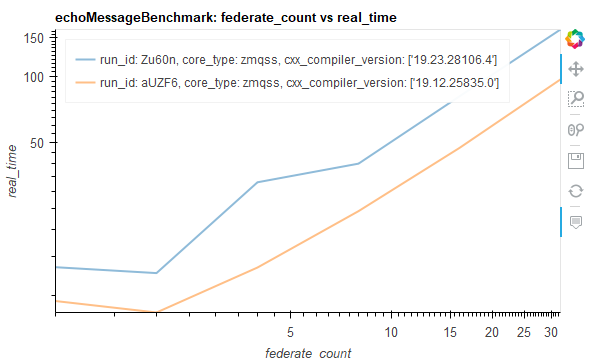 echoMessageBenchmark: federate_count vs real_time
run_id: Zu60n, core_type: zmqss, cxx_compiler_version: ['19.23.28106.4']
run_id: aUZF6, core_type: zmqss, cxx_compiler_version: ['19.12.25835.0']
150
100
50
real_time
5 10 15 20 25 30
federate_count